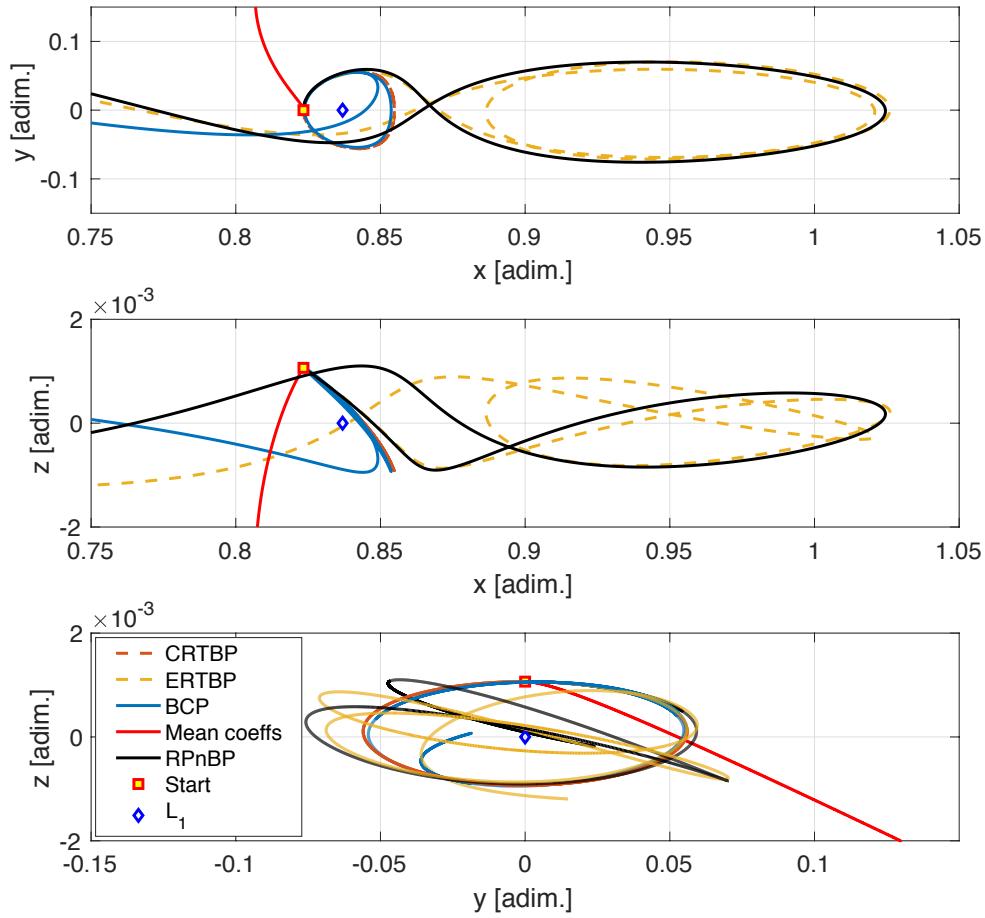 0.1
0
-0.1
y [adim.]
0.75 0.8 0.85 0.9 0.95 1 1.05
x [adim.]
×10^-3
2
0
-2
z [adim.]
0.75 0.8 0.85 0.9 0.95 1 1.05
x [adim.]
×10^-3
2
0
-2
z [adim.]
CRTBP
ERTBP
BCP
Mean coeffs
RPnBP
Start
L_1
-0.15 -0.1 -0.05 0 0.05 0.1
y [adim.]